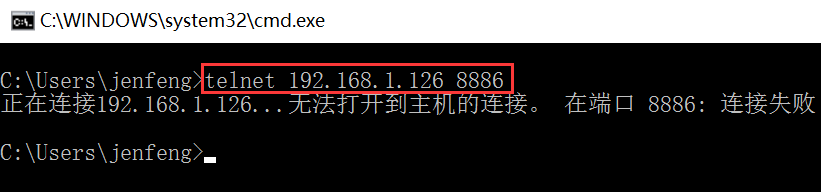 C:\WINDOWS\system32\cmd.exe
C:\Users\jenfeng>telnet 192.168.1.126 8886
正在连接192.168.1.126...无法打开到主机的连接。 在端口 8886: 连接失败
C:\Users\jenfeng>